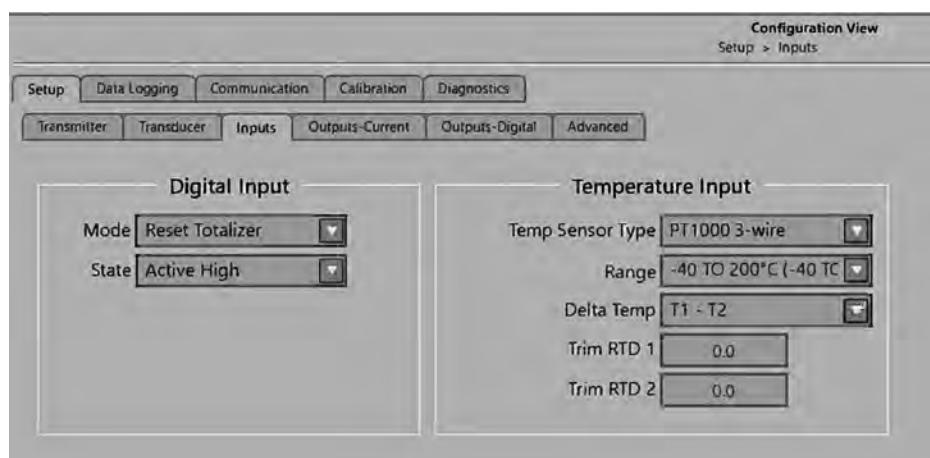 Configuration View
Setup > Inputs
Setup Data Logging Communication Calibration Diagnostics
Transmitter Transducer Inputs Outputs-Current Outputs-Digital Advanced
Digital Input
Mode Reset Totalizer
State Active High
Temperature Input
Temp Sensor Type PT1000 3-wire
Range -40 TO 200°C (-40 TC
Delta Temp T1 - T2
Trim RTD 1 0.0
Trim RTD 2 0.0